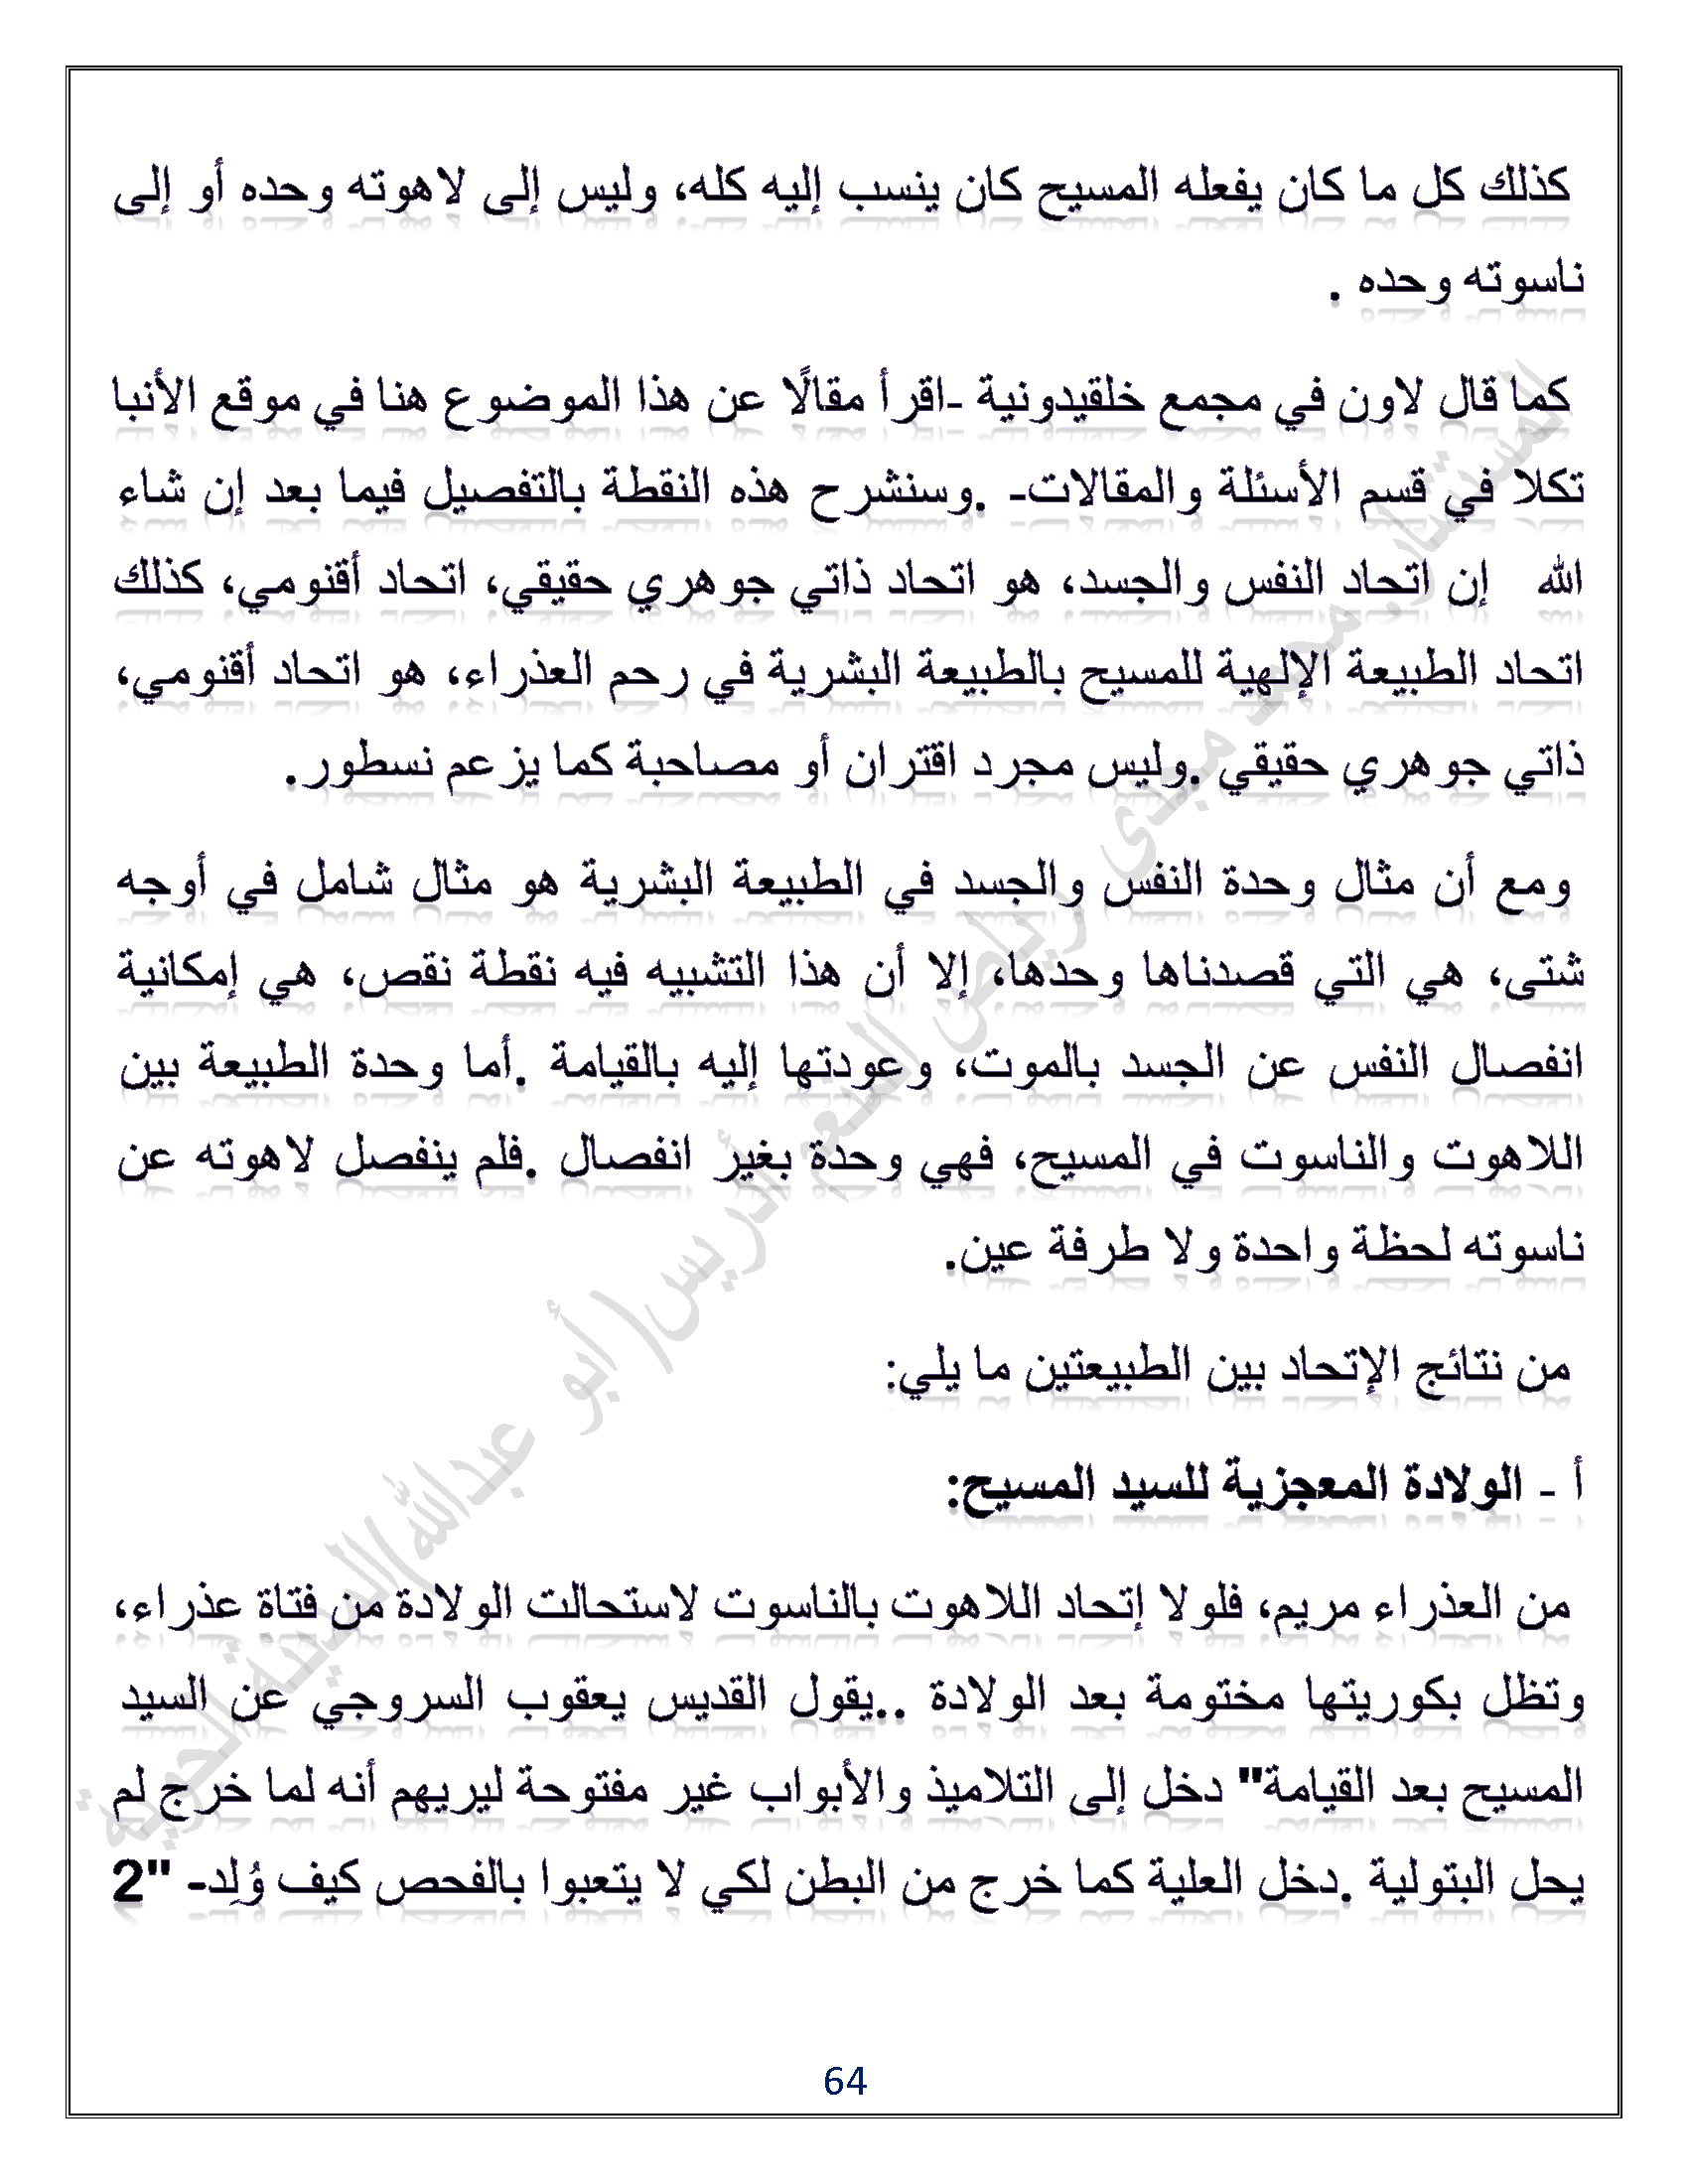 كذلك كل ما كان يفعله المسيح كان ينسب إليه كله، وليس إلى لاهوته وحده أو إلى
ناسوته وحده .
كما قال لاون في مجمع خلقيدونية -اقرأ مقالًا عن هذا الموضوع هنا في موقع الأنبا
تكلا في قسم الأسئلة والمقالات- .وسنشرح هذه النقطة بالتفصيل فيما بعد إن شاء
الله إن اتحاد النفس والجسد، هو اتحاد ذاتي جوهري حقيقي، اتحاد أقنومي، كذلك
اتحاد الطبيعة الإلهية للمسيح بالطبيعة البشرية في رحم العذراء، هو اتحاد أقنومي،
ذاتي جوهري حقيقي .وليس مجرد اقتران أو مصاحبة كما يزعم نسطور.
ومع أن مثال وحدة النفس والجسد في الطبيعة البشرية هو مثال شامل في أوجه
شتى، هي التي قصدناها وحدها، إلا أن هذا التشبيه فيه نقطة نقص، هي إمكانية
انفصال النفس عن الجسد بالموت، وعودتها إليه بالقيامة .أما وحدة الطبيعة بين
اللاهوت والناسوت في المسيح، فهي وحدة بغير انفصال .فلم ينفصل لاهوته عن
ناسوته لحظة واحدة ولا طرفة عين.
من نتائج الإتحاد بين الطبيعتين ما يلي:
أ - الولادة المعجزية للسيد المسيح:
من العذراء مريم، فلولا إتحاد اللاهوت بالناسوت لاستحالت الولادة من فتاة عذراء،
وتظل بكوريتها مختومة بعد الولادة ..يقول القديس يعقوب السروجي عن السيد
المسيح بعد القيامة" دخل إلى التلاميذ والأبواب غير مفتوحة ليريهم أنه لما خرج لم
يحل البتولية .دخل العلية كما خرج من البطن لكي لا يتعبوا بالفحص كيف وُلِد- "2
المستشار. محمد مجدى رياض المنعم الدريس( أبو عبدالله)المدينة الحربية
64